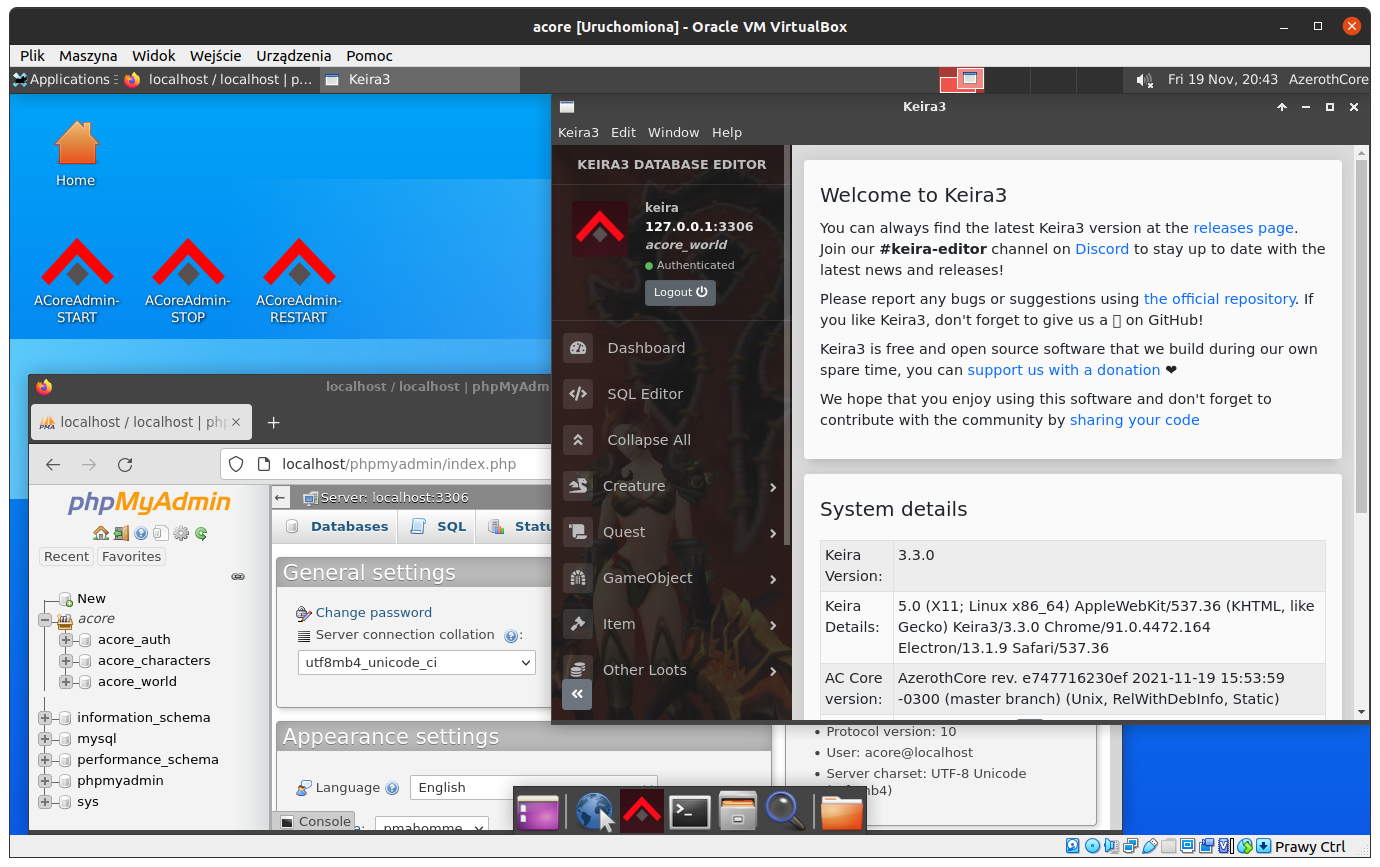 acore [Uruchomiona] - Oracle VM VirtualBox
Plik Maszyna Widok Wejście Urządzenia Pomoc
Applications localhost / localhost | p... Keira3 Fri 19 Nov, 20:43 AzerothCore
Home
ACoreAdmin-START
ACoreAdmin-STOP
ACoreAdmin-RESTART
localhost / localhost | phpMyAdm
localhost / localhost | php
localhost/phpmyadmin/index.php
phpMyAdmin
Recent Favorites
New
acore
acore_auth
acore_characters
acore_world
information_schema
mysql
performance_schema
phpmyadmin
sys
Server: localhost:3306
Databases SQL Statu
General settings
Change password
Server connection collation :
utf8mb4_unicode_ci
Appearance settings
Language English
pmahomme
Console
Protocol version: 10
User: acore@localhost
Server charset: UTF-8 Unicode
Keira3
Keira3 Edit Window Help
KEIRA3 DATABASE EDITOR
keira
127.0.0.1:3306
acore_world
Authenticated
Logout
Dashboard
SQL Editor
Collapse All
Creature
Quest
GameObject
Item
Other Loots
Welcome to Keira3
You can always find the latest Keira3 version at the releases page.
Join our #keira-editor channel on Discord to stay up to date with the
latest news and releases!
Please report any bugs or suggestions using the official repository. If
you like Keira3, don't forget to give us a on GitHub!
Keira3 is free and open source software that we build during our own
spare time, you can support us with a donation ❤
We hope that you enjoy using this software and don't forget to
contribute with the community by sharing your code
System details
Keira Version: 3.3.0
Keira Details: 5.0 (X11; Linux x86_64) AppleWebKit/537.36 (KHTML, like
Gecko) Keira3/3.3.0 Chrome/91.0.4472.164
Electron/13.1.9 Safari/537.36
AC Core version: AzerothCore rev. e747716230ef 2021-11-19 15:53:59
-0300 (master branch) (Unix, RelWithDebInfo, Static)
Prawy Ctrl